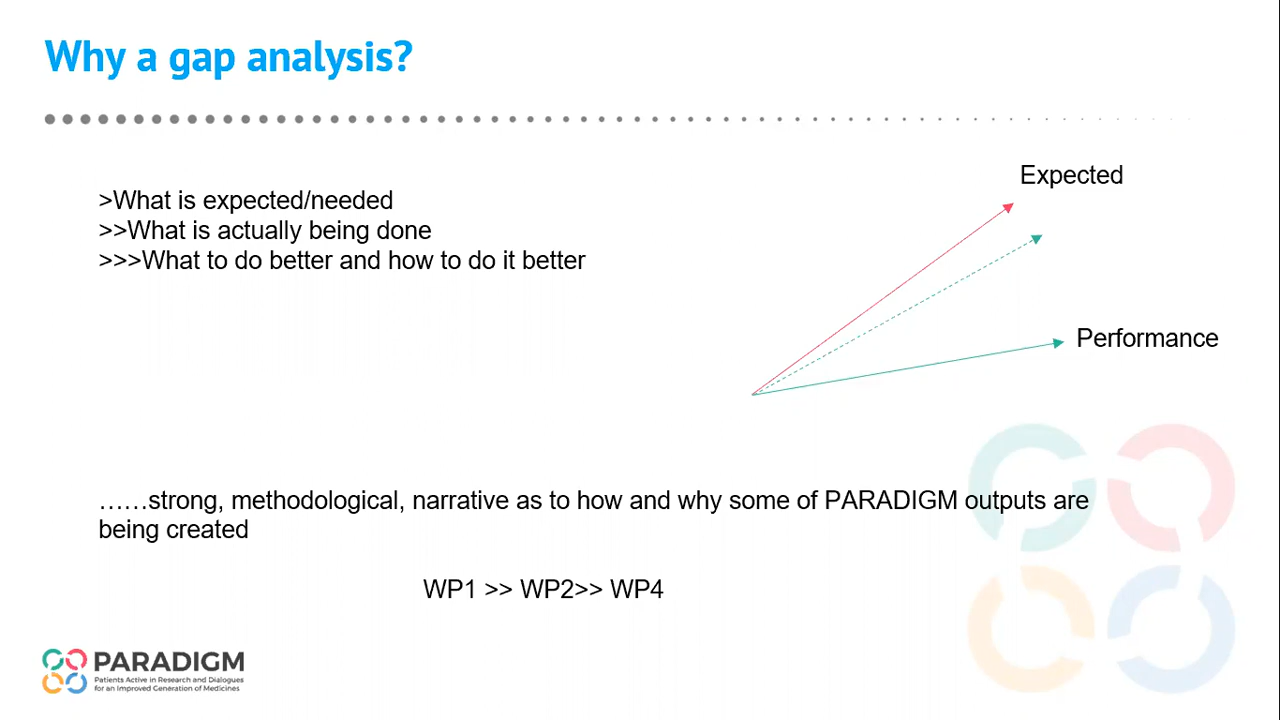 Why a gap analysis?
Expected
>What is expected/needed
>>What is actually being done
>>>What to do better and how to do it better
Performance
……strong, methodological, narrative as to how and why some of PARADIGM outputs are
being created
WP1 >> WP2>> WP4
PARADIGM
Patients Active in Research and Dialogues
for an Improved Generation of Medicines